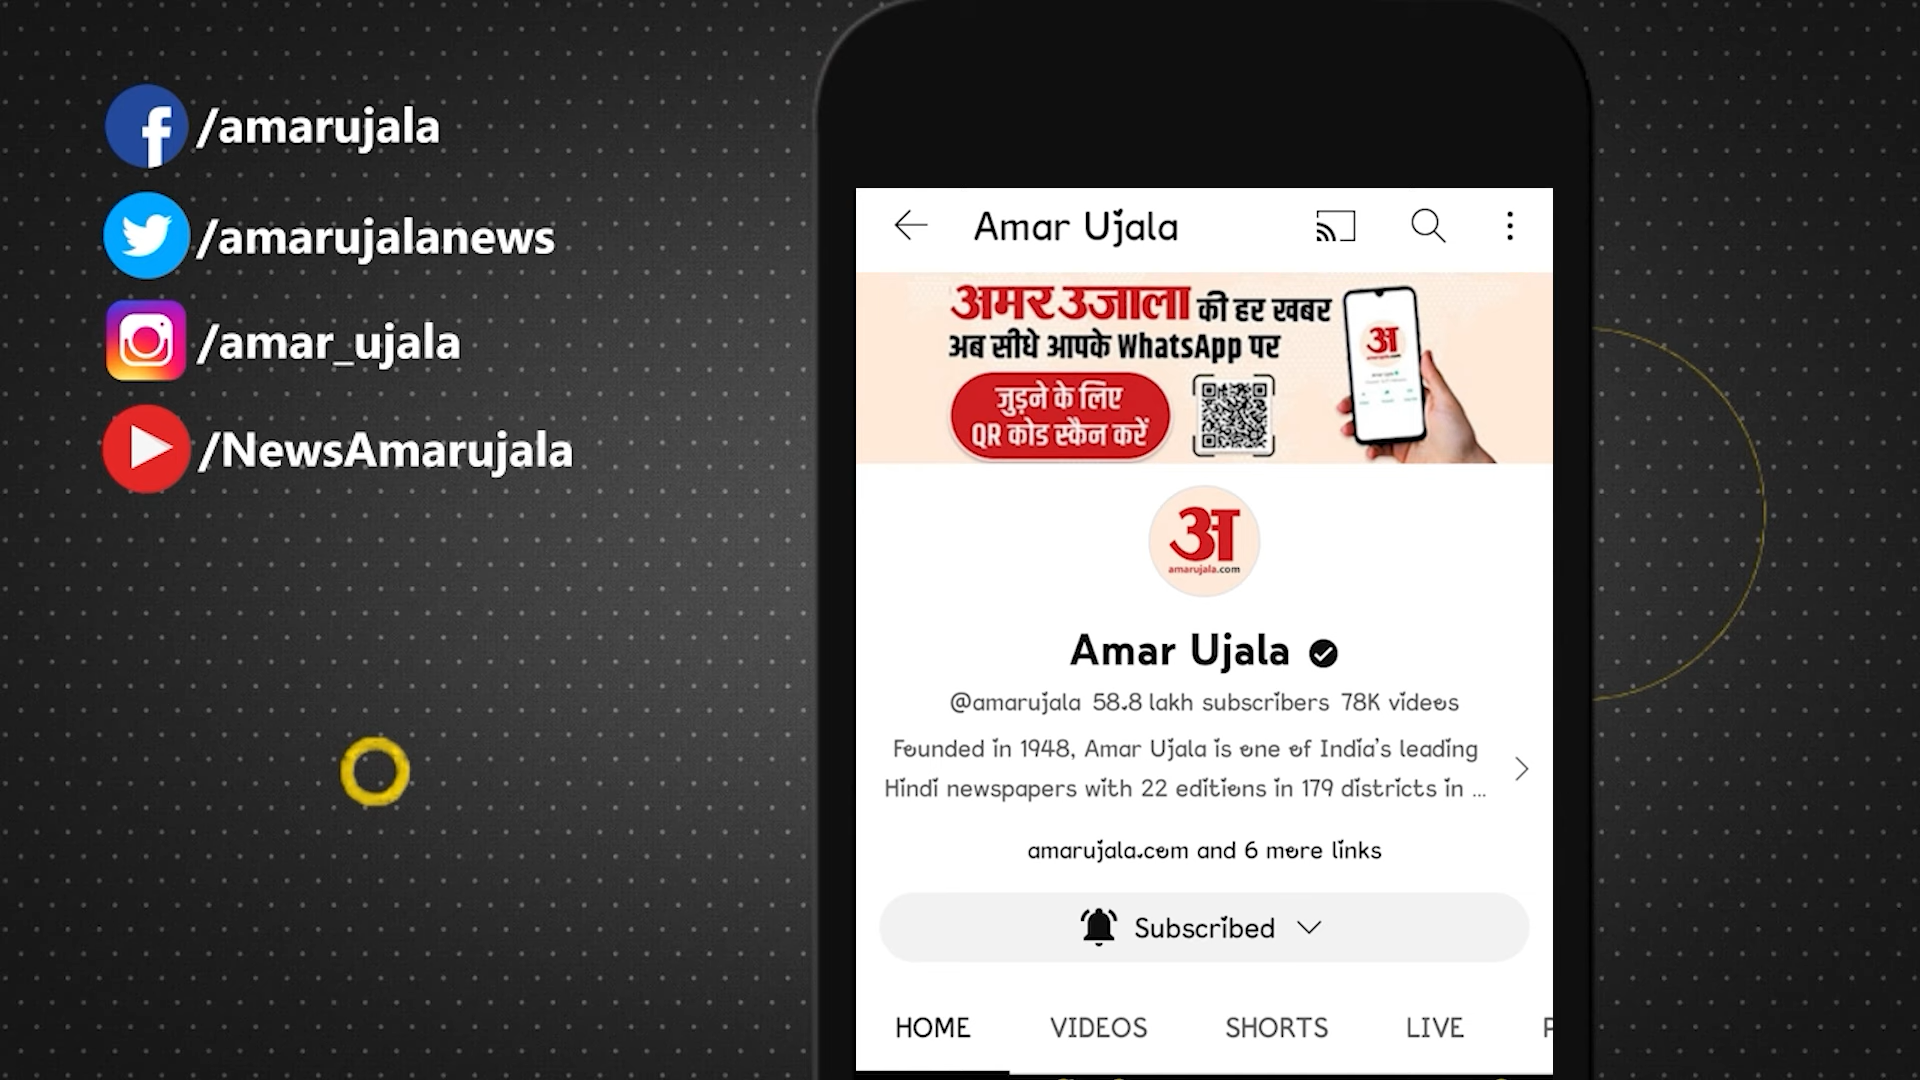 /amarujala
/amarujalanews
/amar_ujala
/NewsAmarujala
Amar Ujala
अमर उजाला की हर खबर
अब सीधे आपके WhatsApp पर
जुड़ने के लिए
QR कोड स्कैन करें
अ
अ
amarujala.com
Amar Ujala
@amarujala 58.8 lakh subscribers 78K videos
Founded in 1948, Amar Ujala is one of India's leading
Hindi newspapers with 22 editions in 179 districts in ...
amarujala.com and 6 more links
Subscribed
HOME VIDEOS SHORTS LIVE